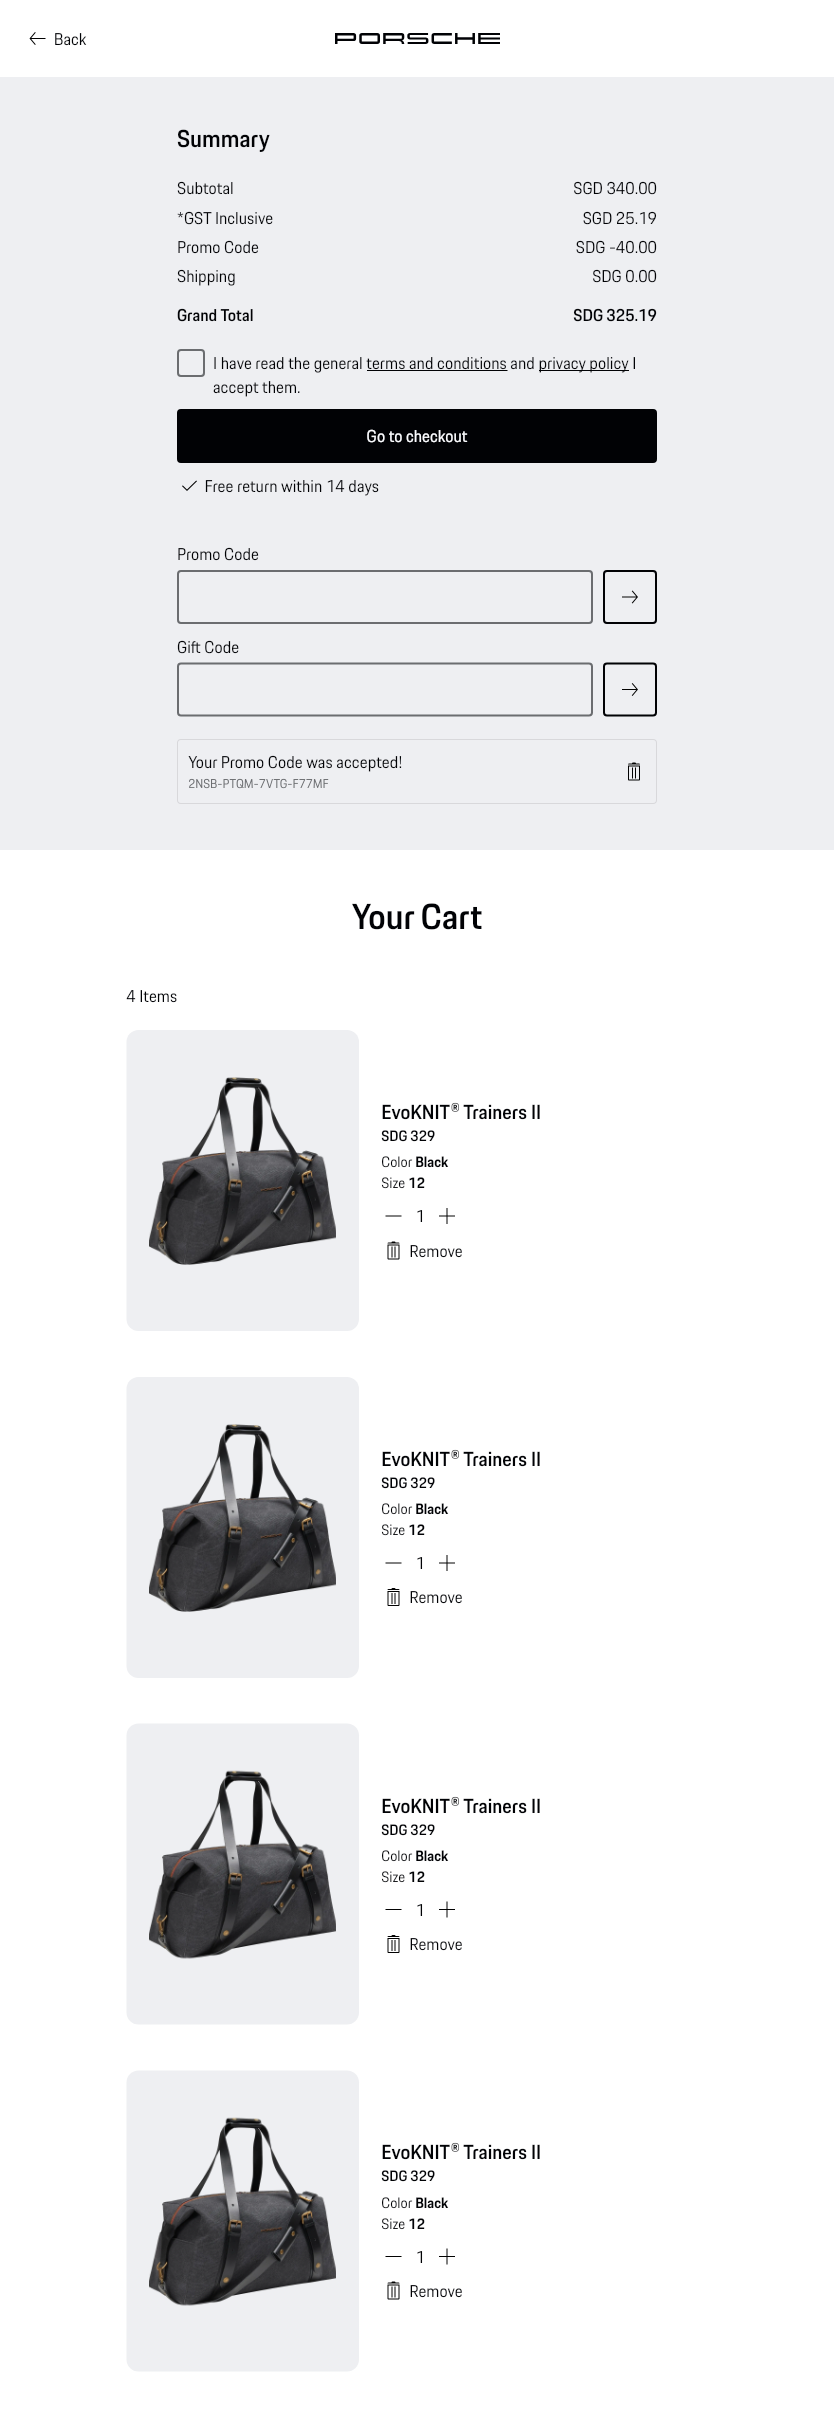 Back
PORSCHE
Summary
Subtotal SGD 340.00
*GST Inclusive SGD 25.19
Promo Code SDG -40.00
Shipping SDG 0.00
Grand Total SDG 325.19
I have read the general terms and conditions and privacy policy I
accept them.
Go to checkout
Free return within 14 days
Promo Code
Gift Code
Your Promo Code was accepted!
2NSB-PTQM-7VTG-F77MF
Your Cart
4 Items
EvoKNIT® Trainers II
SDG 329
Color Black
Size 12
1
Remove
EvoKNIT® Trainers II
SDG 329
Color Black
Size 12
1
Remove
EvoKNIT® Trainers II
SDG 329
Color Black
Size 12
1
Remove
EvoKNIT® Trainers II
SDG 329
Color Black
Size 12
1
Remove